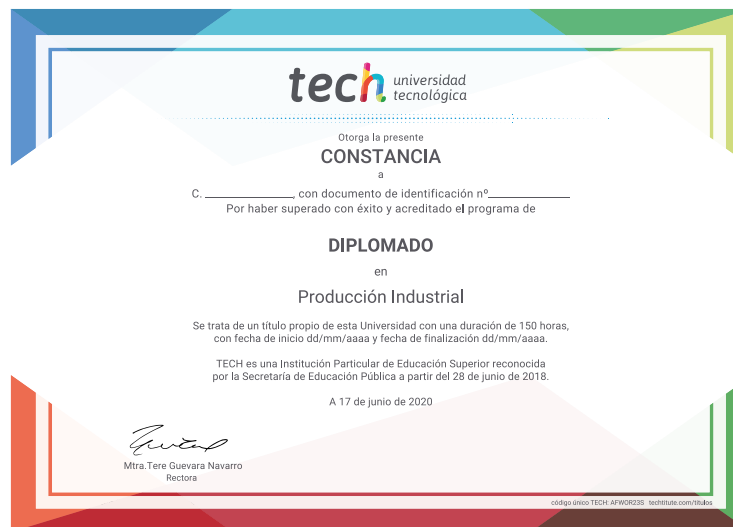 tech universidad
tecnológica
Otorga la presente
CONSTANCIA
a
C. ______________, con documento de identificación nº____________
Por haber superado con éxito y acreditado el programa de
DIPLOMADO
en
Producción Industrial
Se trata de un título propio de esta Universidad con una duración de 150 horas,
con fecha de inicio dd/mm/aaaa y fecha de finalización dd/mm/aaaa.
TECH es una Institución Particular de Educación Superior reconocida
por la Secretaría de Educación Pública a partir del 28 de junio de 2018.
A 17 de junio de 2020
Mtra.Tere Guevara Navarro
Rectora
código único TECH: AFWOR23S techtitute.com/titulos